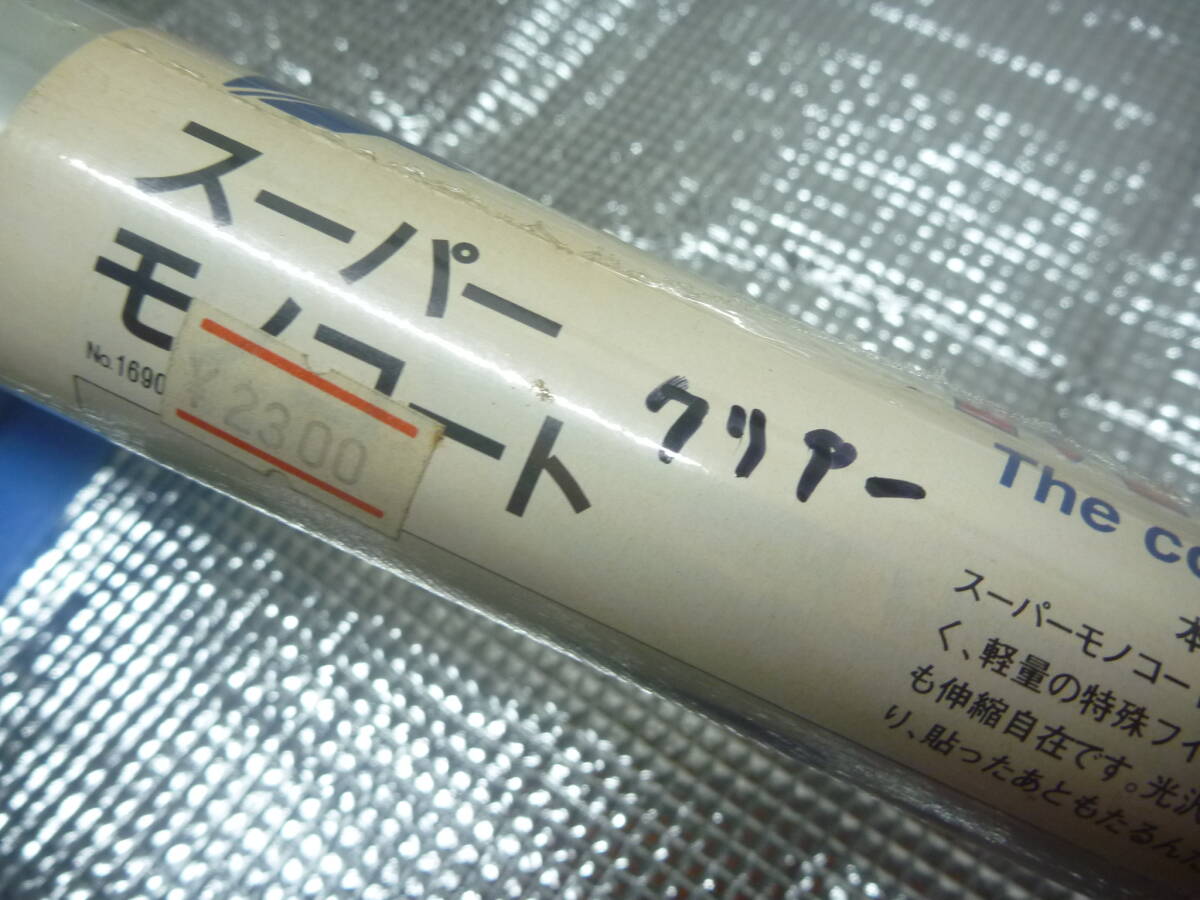 スーパー
モノコート
No.1690
¥2300
クリアー
The
スーパーモノコー
く、軽量の特殊フィ
も伸縮自在です。光沢
り、貼ったあともたるん